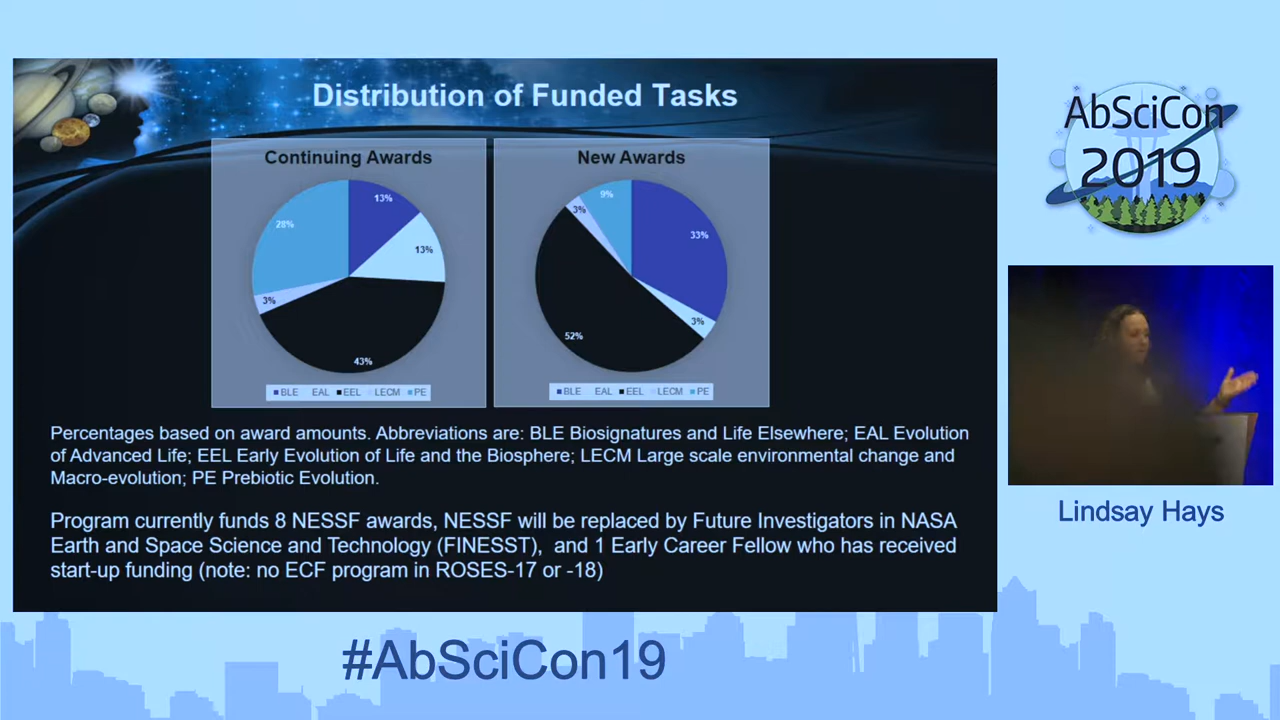 Distribution of Funded Tasks
Continuing Awards
13%
13%
43%
3%
28%
BLE EAL EEL LECM PE
New Awards
33%
3%
52%
3%
9%
BLE EAL EEL LECM PE
Percentages based on award amounts. Abbreviations are: BLE Biosignatures and Life Elsewhere; EAL Evolution
of Advanced Life; EEL Early Evolution of Life and the Biosphere; LECM Large scale environmental change and
Macro-evolution; PE Prebiotic Evolution.
Program currently funds 8 NESSF awards, NESSF will be replaced by Future Investigators in NASA
Earth and Space Science and Technology (FINESST), and 1 Early Career Fellow who has received
start-up funding (note: no ECF program in ROSES-17 or -18)
AbSciCon
2019
Lindsay Hays
#AbSciCon19